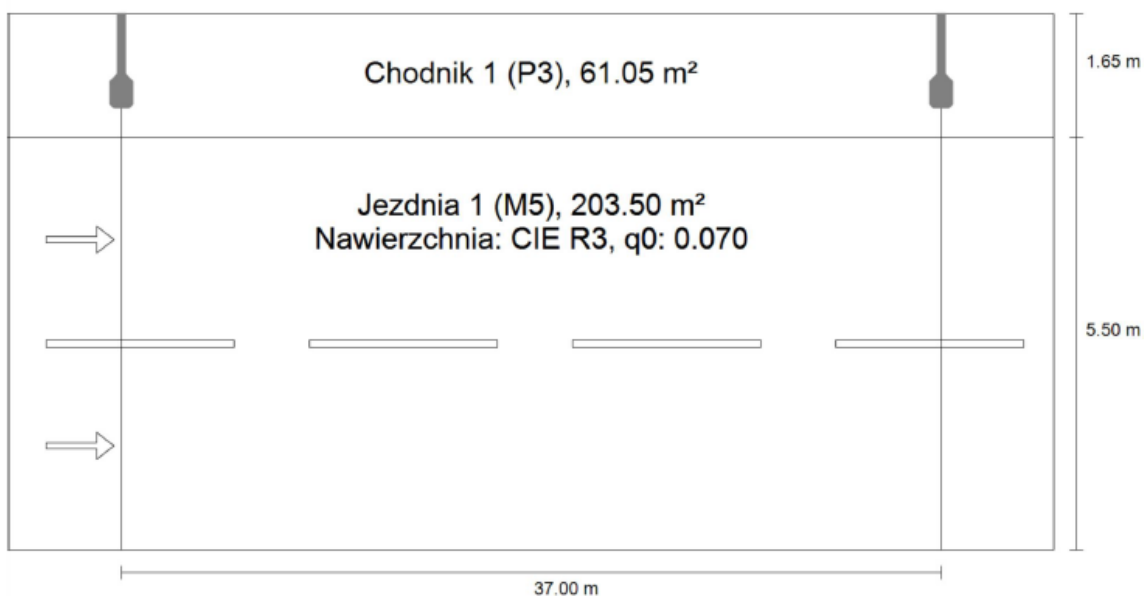 Chodnik 1 (P3), 61.05 m²
1.65 m
Jezdnia 1 (M5), 203.50 m²
Nawierzchnia: CIE R3, q0: 0.070
5.50 m
37.00 m